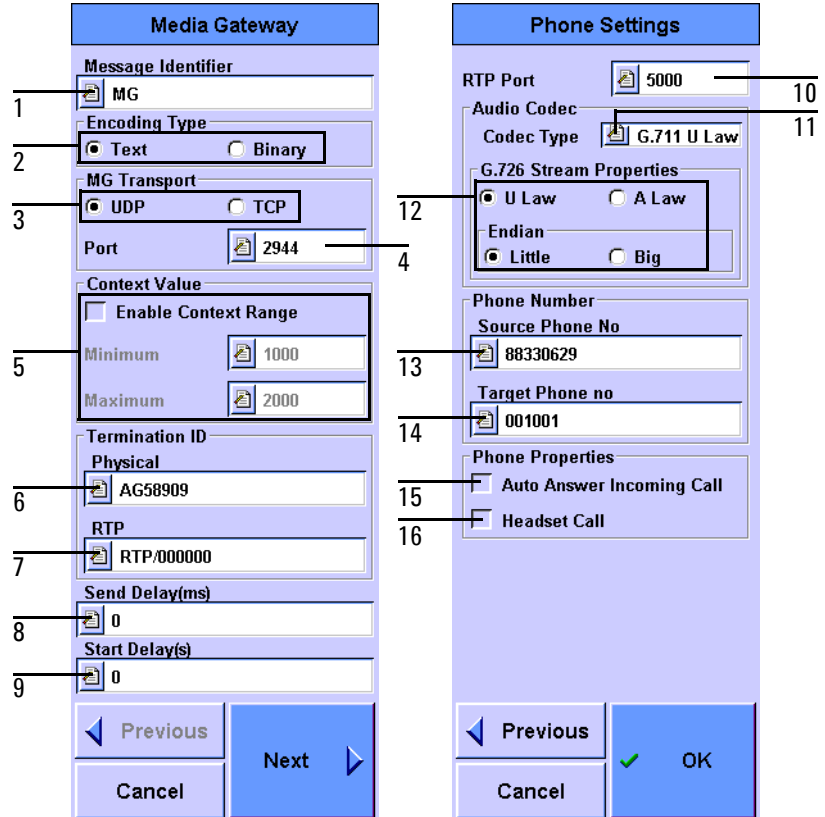 Media Gateway
Message Identifier
1
MG
Encoding Type
2
Text Binary
MG Transport
3
UDP TCP
Port 2944
4
Context Value
Enable Context Range
5
Minimum 1000
Maximum 2000
Termination ID
Physical
6
AG58909
RTP
7
RTP/000000
Send Delay(ms)
8
0
Start Delay(s)
9
0
Previous
Next
Cancel
Phone Settings
RTP Port 5000
10
Audio Codec
11
Codec Type G.711 U Law
G.726 Stream Properties
12
U Law A Law
Endian
Little Big
Phone Number
Source Phone No
13
88330629
Target Phone no
14
001001
Phone Properties
15
Auto Answer Incoming Call
16
Headset Call
Previous
OK
Cancel